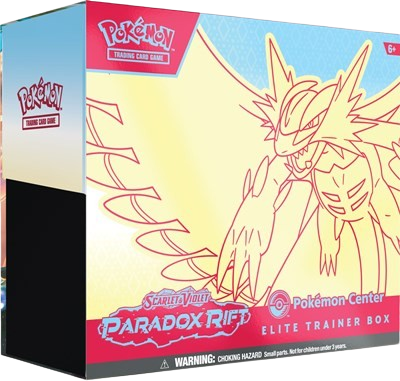 POKÉMON
TRADING CARD GAME
6+
POKÉMON
TRADING CARD GAME
SCARLET & VIOLET
PARADOX RIFT
Pokémon Center
ELITE TRAINER BOX
WARNING: CHOKING HAZARD Small parts. Not for children under 3 years.